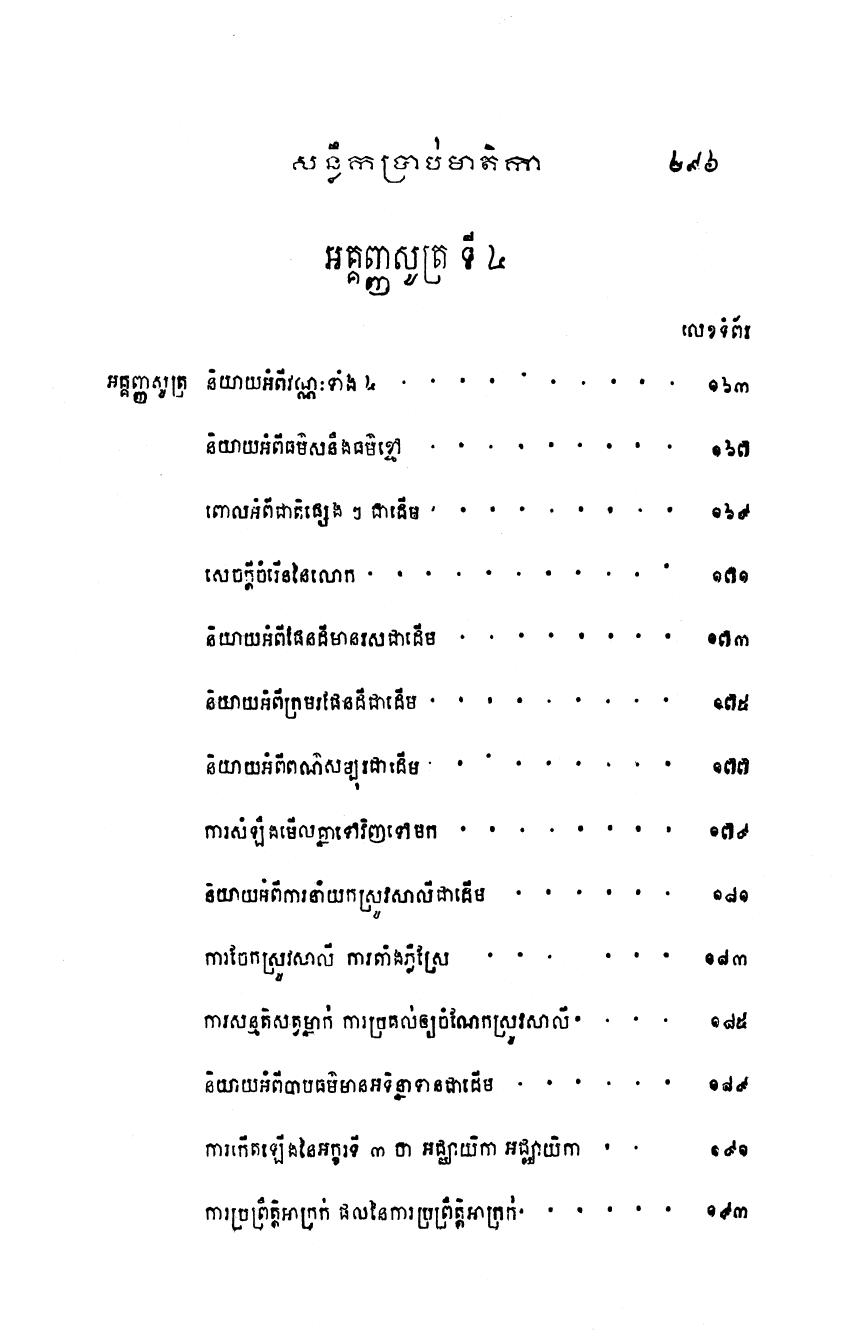 សន្លឹកប្រាប់មាតិកា ២៩៦
អគ្គញ្ញសូត្រ ទី ៤
លេខទំព័រ
អគ្គញ្ញសូត្រ និយាយអំពីវណ្ណៈទាំង ៤ . . . . . . . . . . ១៦៣
និយាយអំពីធម៌សនឹងធម៌ខ្មៅ . . . . . . . . . ១៦៧
ពោលអំពីជាតិផ្សេង ៗ ជាដើម . . . . . . . . . ១៦៩
សេចក្តីចំរើននៃលោក . . . . . . . . . . . ១៧១
និយាយអំពីផែនដីមានរសជាដើម . . . . . . . . ១៧៣
និយាយអំពីក្រមរផែនដីជាដើម . . . . . . . . . ១៧៥
និយាយអំពីពណ៌សម្បុរជាដើម . . . . . . . . . ១៧៧
ការសំឡឹងមើលគ្នាទៅវិញទៅមក . . . . . . . . ១៧៩
និយាយអំពីការនាំយកស្រូវសាលីជាដើម . . . . . . ១៨១
ការចែកស្រូវសាលី ការតាំងភ្លឺស្រែ . . . . . . ១៨៣
ការសន្មតិសត្វម្នាក់ ការប្រគល់ឲ្យចំណែកស្រូវសាលី . . . . ១៨៥
និយាយអំពីបាបធម៌មានអទិន្នាទានជាដើម . . . . . . ១៨៩
ការកើតឡើងនៃអក្ខរទី ៣ ថា អជ្ឈាយិកា អជ្ឈាយិកា . . ១៩១
ការប្រព្រឹត្តិអាក្រក់ ផលនៃការប្រព្រឹត្តិអាក្រក់ . . . . . . ១៩៣